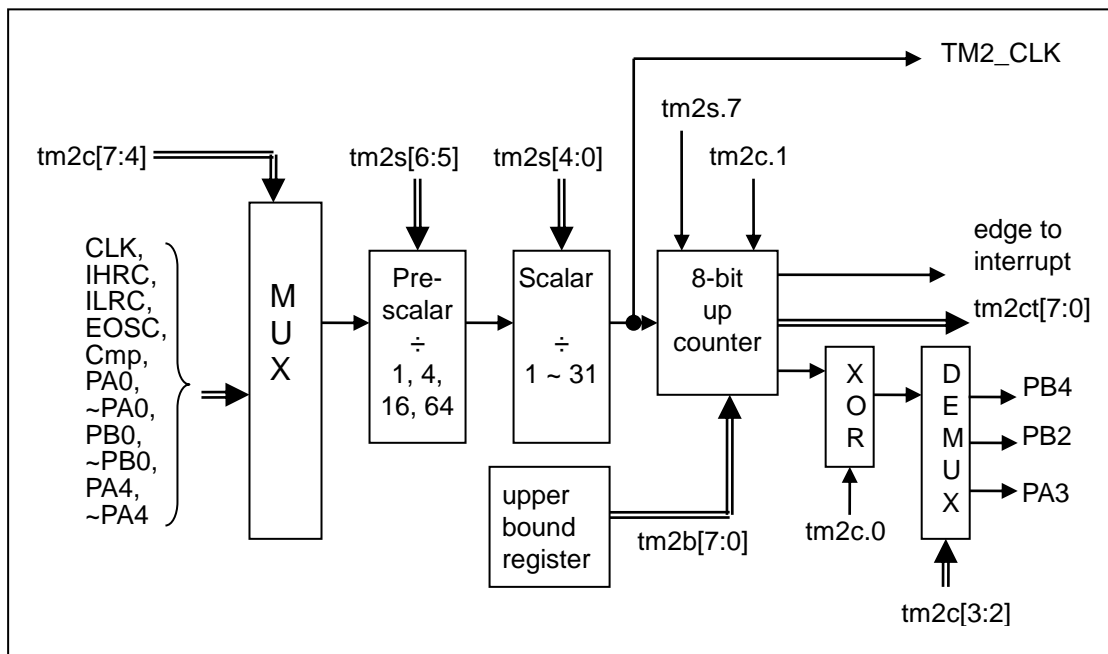 TM2_CLK
tm2s.7
tm2c[7:4]
tm2s[6:5]
tm2s[4:0]
tm2c.1
CLK,
IHRC,
ILRC,
EOSC,
Cmp,
PA0,
~PA0,
PB0,
~PB0,
PA4,
~PA4
M
U
X
Pre-
scalar
÷
1, 4,
16, 64
Scalar
÷
1 ~ 31
8-bit
up
counter
edge to
interrupt
tm2ct[7:0]
X
O
R
D
E
M
U
X
PB4
PB2
PA3
upper
bound
register
tm2b[7:0]
tm2c.0
tm2c[3:2]